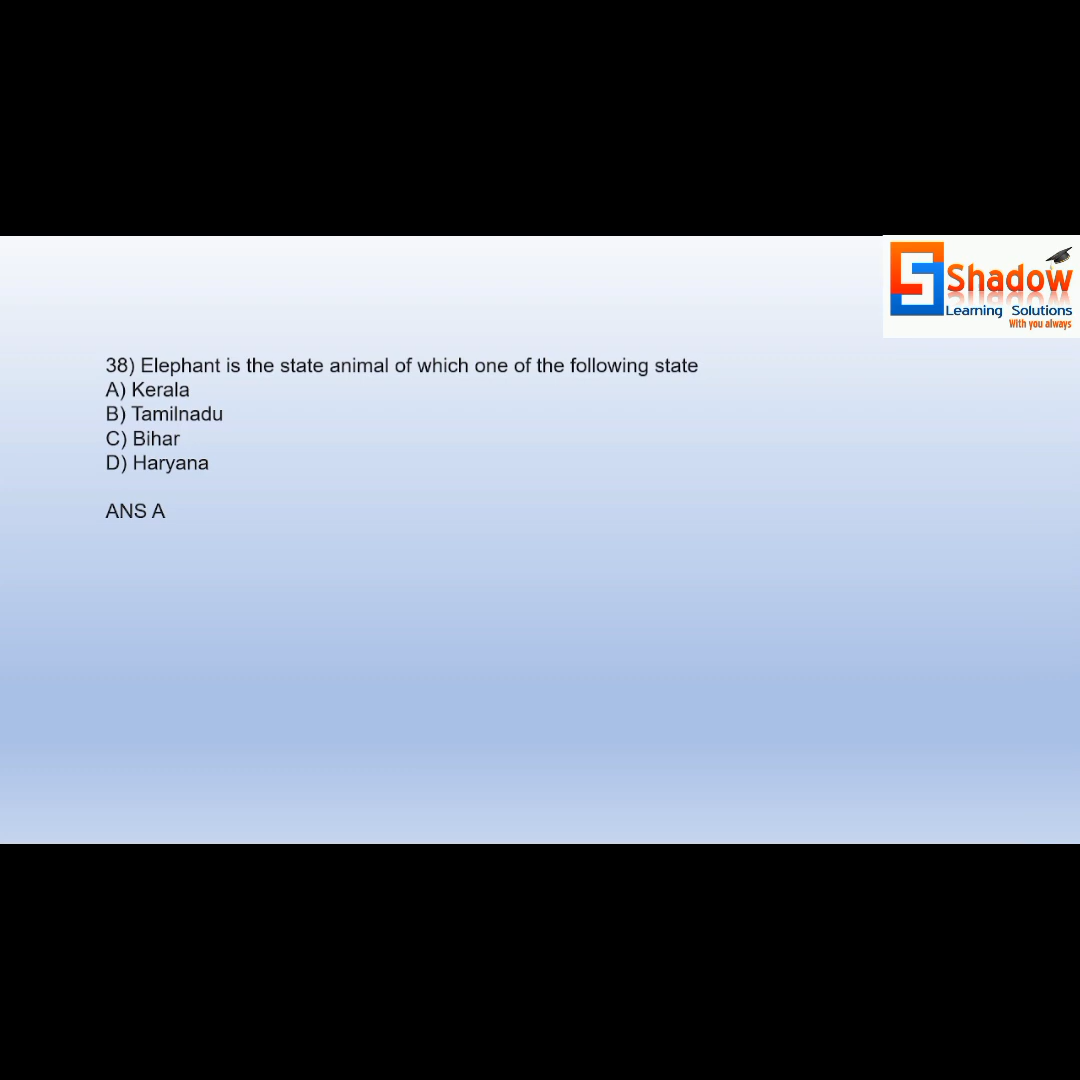 Shadow
Learning Solutions
With you always
38) Elephant is the state animal of which one of the following state
A) Kerala
B) Tamilnadu
C) Bihar
D) Haryana
ANS A